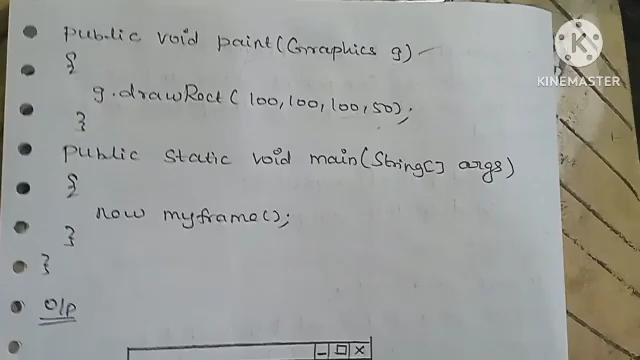 public void paint(Graphics g)
{
g.drawRect(100,100,100,50);
}
public static void main(String[] args)
{
new myframe();
}
}
O/P
KINEMASTER